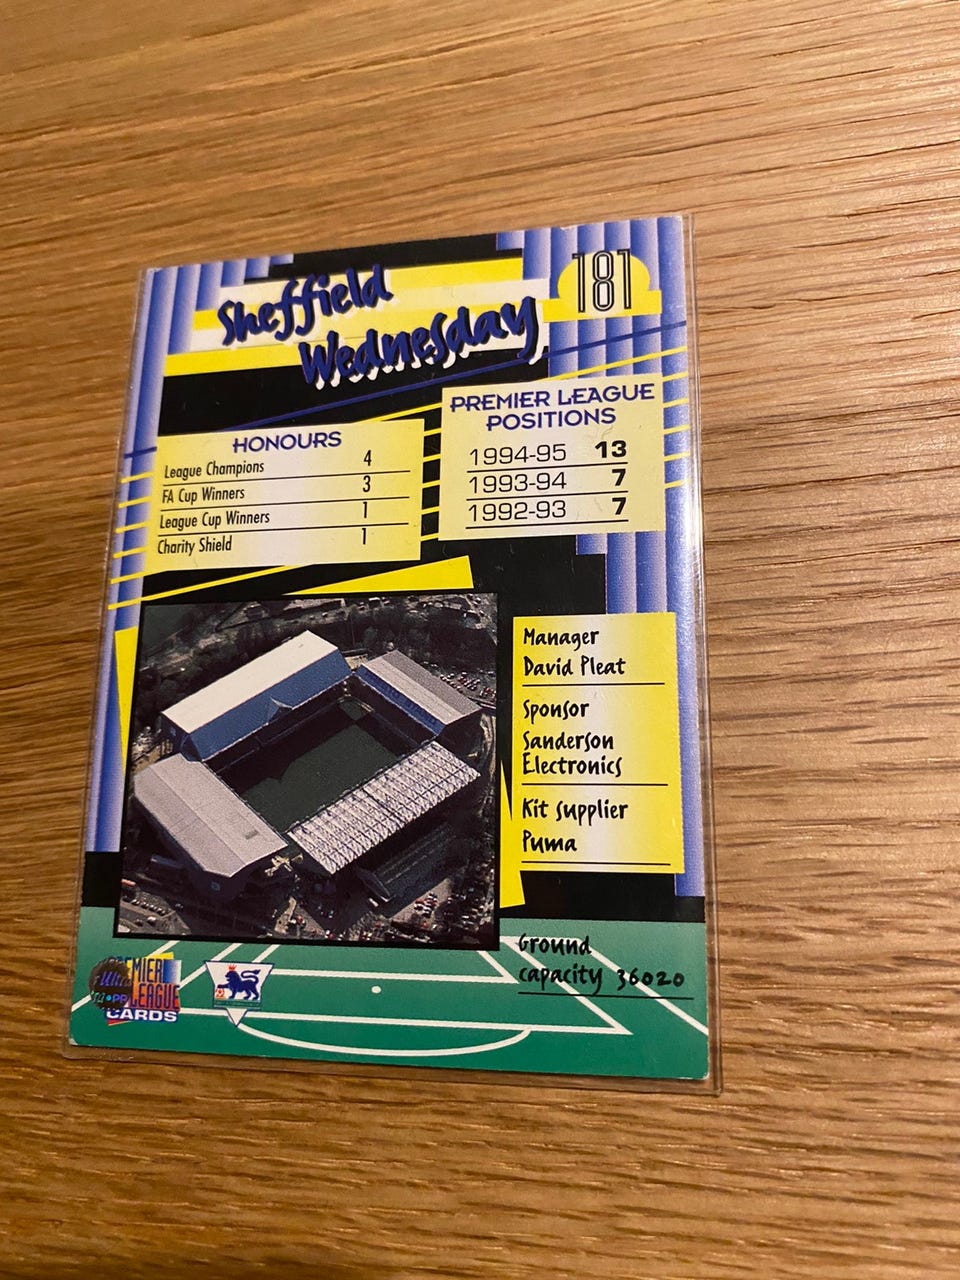 181
Sheffield
Wednesday
HONOURS
League Champions 4
FA Cup Winners 3
League Cup Winners 1
Charity Shield 1
PREMIER LEAGUE
POSITIONS
1994-95 13
1993-94 7
1992-93 7
Manager
David Pleat
Sponsor
Sanderson
Electronics
Kit supplier
Puma
Ground
capacity 36020
LEAGUE
CARDS